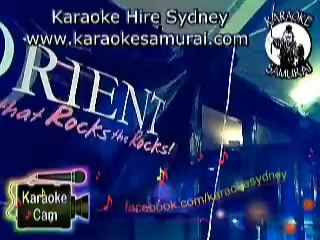 Karaoke Hire Sydney
www.karaokesamurai.com
KARAOKE
SAMURAI
ORIENT
that Rocks the Rocks!
Karaoke
Cam
facebook.com/karaokesydney